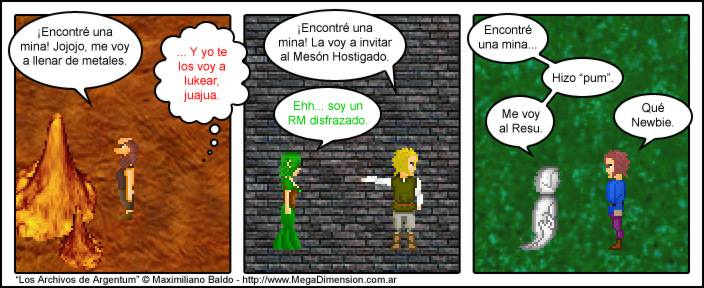 ¡Encontré una
mina! Jojojo, me voy
a llenar de metales.
... Y yo te
los voy a
lukear,
juajua.
¡Encontré una
mina! La voy a invitar
al Mesón Hostigado.
Ehh... soy un
RM disfrazado.
Encontré
una mina...
Hizo “pum”.
Me voy
al Resu.
Qué
Newbie.
“Los Archivos de Argentum” © Maximiliano Baldo - http://www.MegaDimension.com.ar